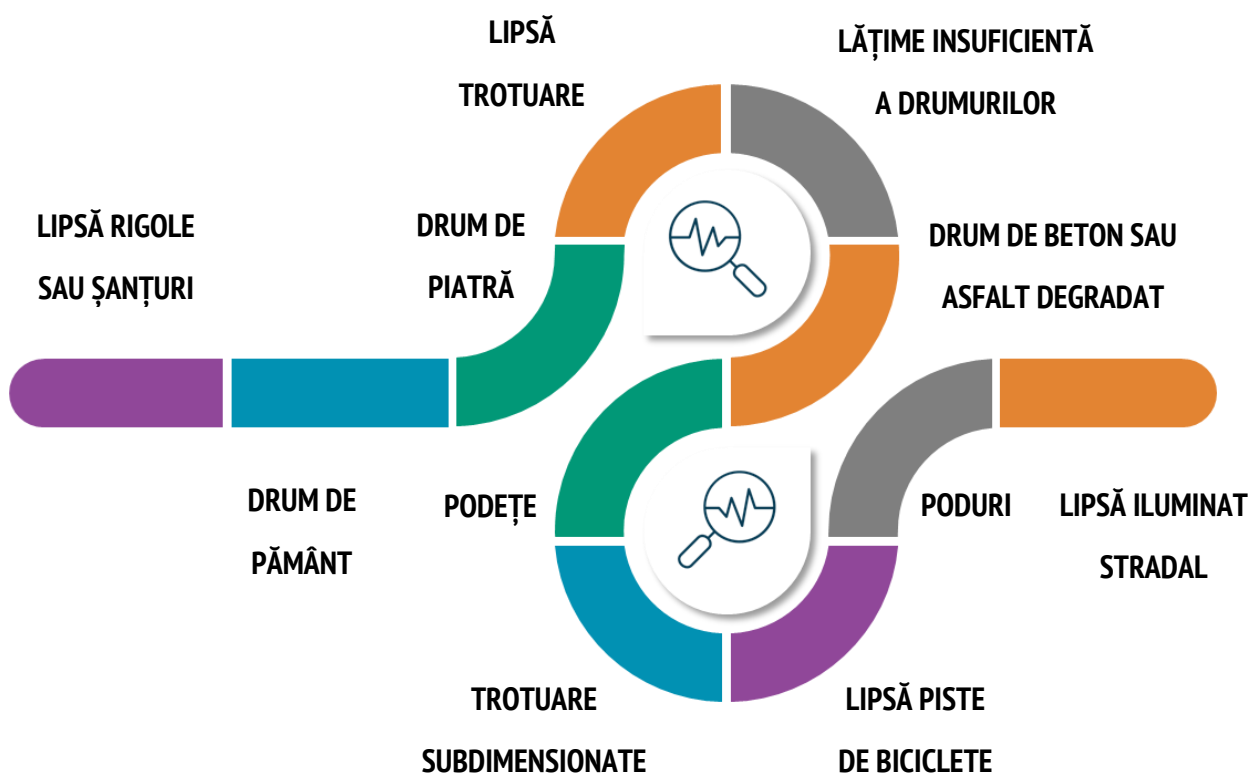 LIPSĂ
TROTUARE
LĂȚIME INSUFICIENTĂ
A DRUMURILOR
LIPSĂ RIGOLE
SAU ȘANȚURI
DRUM DE
PIATRĂ
DRUM DE BETON SAU
ASFALT DEGRADAT
DRUM DE
PĂMÂNT
PODEȚE
PODURI
LIPSĂ ILUMINAT
STRADAL
TROTUARE
SUBDIMENSIONATE
LIPSĂ PISTE
DE BICICLETE